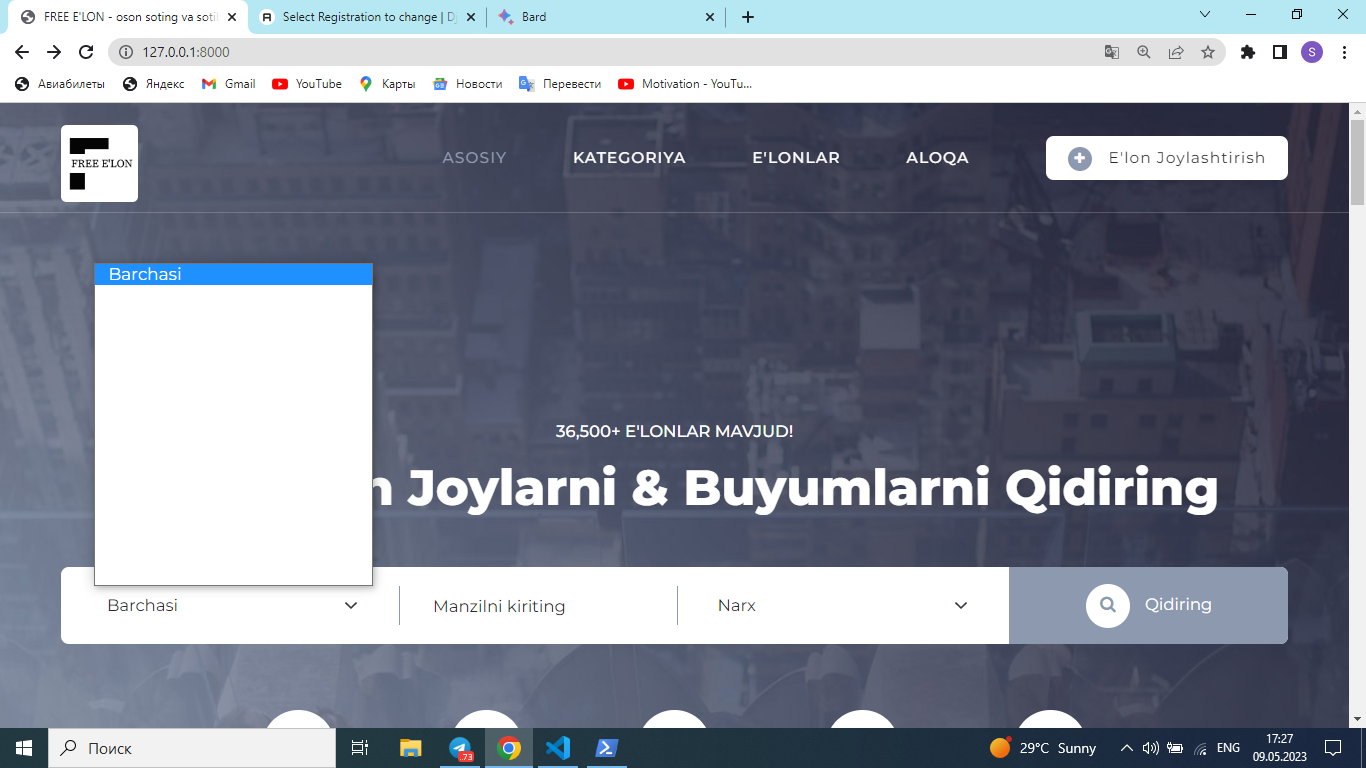 FREE E'LON - oson soting va sotil
Select Registration to change | Dj
Bard
127.0.0.1:8000
S
Авиабилеты
Яндекс
Gmail
YouTube
Карты
Новости
Перевести
Motivation - YouTu...
FREE E'LON
ASOSIY
KATEGORIYA
E'LONLAR
ALOQA
E'lon Joylashtirish
Barchasi
36,500+ E'LONLAR MAVJUD!
Joylarni & Buyumlarni Qidiring
Barchasi
Manzilni kiriting
Narx
Qidiring
Поиск
73
29°C Sunny
ENG
17:27
09.05.2023